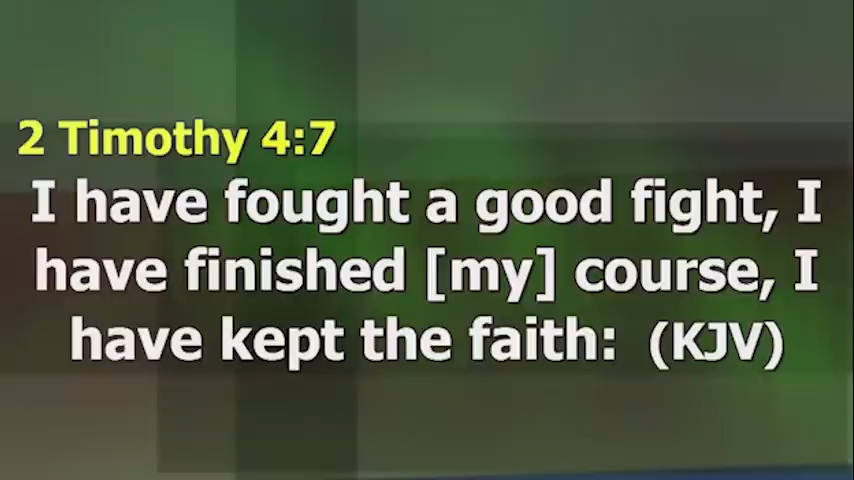 2 Timothy 4:7
I have fought a good fight, I
have finished [my] course, I
have kept the faith: (KJV)